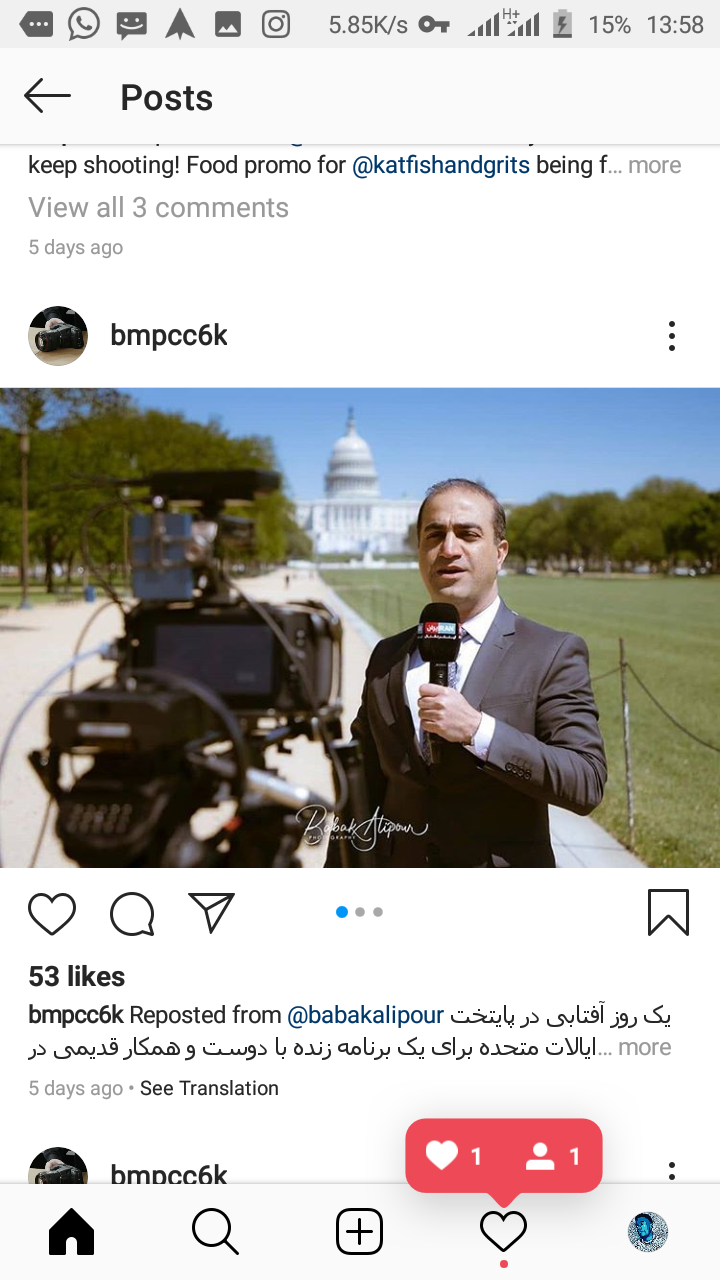 5.85K/s H+ 15% 13:58
Posts
keep shooting! Food promo for @katfishandgrits being f... more
View all 3 comments
5 days ago
bmpcc6k
IRAN
Babak Alipour
PHOTOGRAPHY
53 likes
bmpcc6k Reposted from @babakalipour یک روز آفتابی در پایتخت
ایالات متحده برای یک برنامه زنده با دوست و همکار قدیمی در... more
5 days ago • See Translation
1 1
bmpcc6k